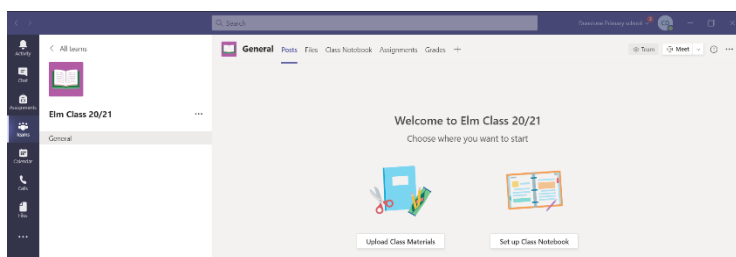 Search
Primary school
Activity
Chat
Assignments
Teams
Calendar
Calls
Files
All teams
Elm Class 20/21
General
General Posts Files Class Notebook Assignments Grades
Team Meet
Welcome to Elm Class 20/21
Choose where you want to start
Upload Class Materials
Set up Class Notebook